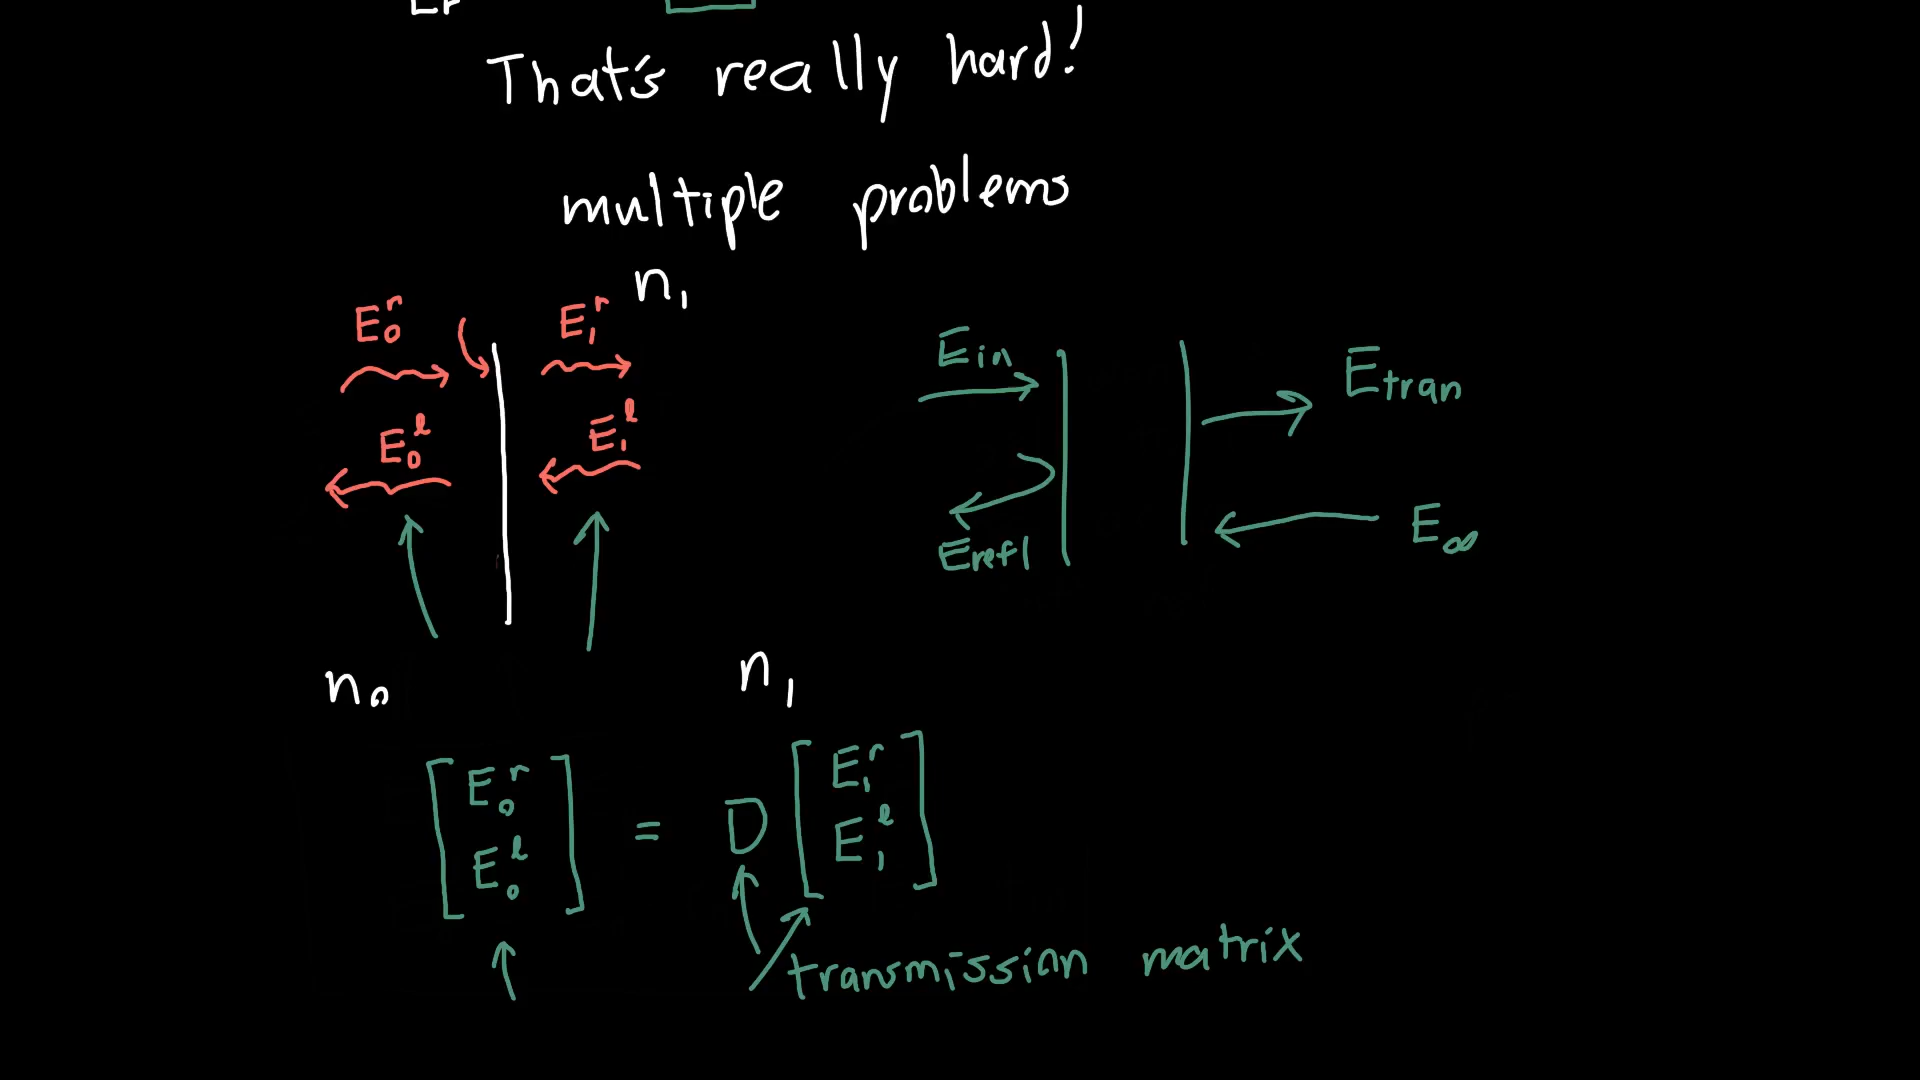 That's really hard!
multiple problems
n₁
E₀ʳ E₁ʳ
E₀ˡ E₁ˡ
Ein Etran
Erefl E∞
n₀ n₁
[E₀ʳ E₀ˡ] = D [E₁ʳ E₁ˡ]
transmission matrix